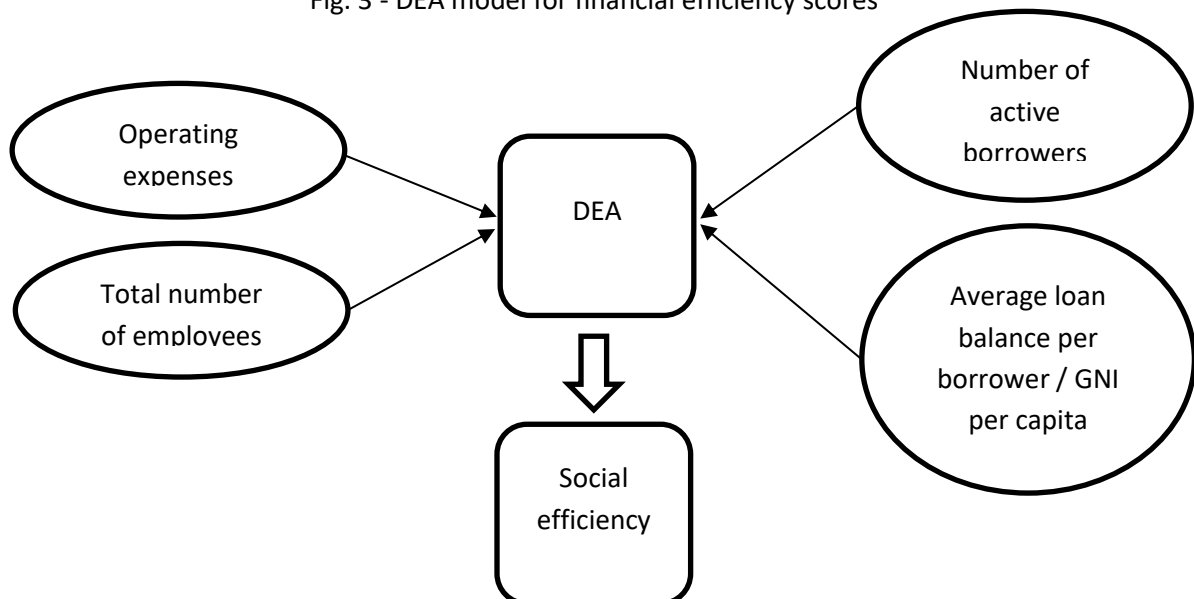 Fig. 3 - DEA model for financial efficiency scores
Operating
expenses
Total number
of employees
DEA
Number of
active
borrowers
Average loan
balance per
borrower / GNI
per capita
Social
efficiency